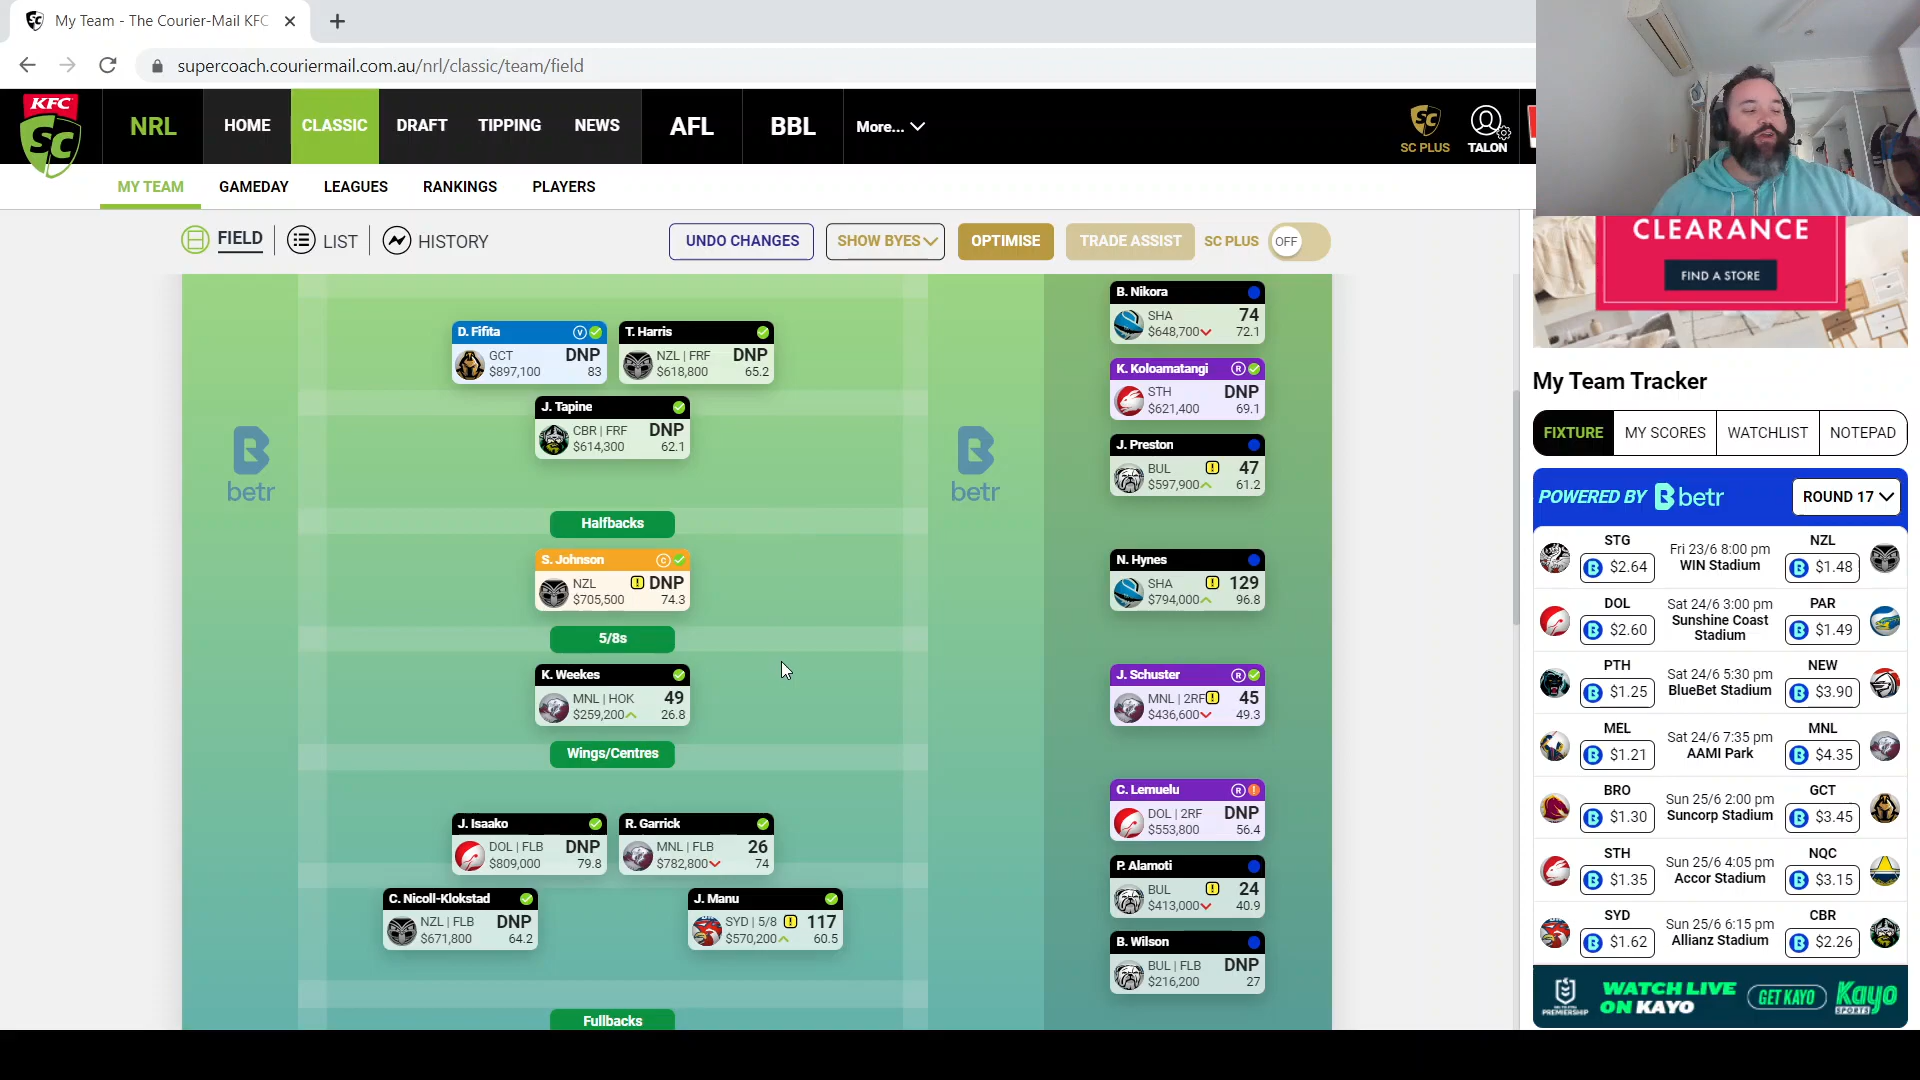 My Team - The Courier-Mail KFC
supercoach.couriermail.com.au/nrl/classic/team/field
KFC
SC
NRL
HOME
CLASSIC
DRAFT
TIPPING
NEWS
AFL
BBL
More...
SC
SC PLUS
TALON
MY TEAM
GAMEDAY
LEAGUES
RANKINGS
PLAYERS
FIELD
LIST
HISTORY
UNDO CHANGES
SHOW BYES
OPTIMISE
TRADE ASSIST
SC PLUS
OFF
D. Fifita V
GCT DNP
$897,100 83
T. Harris
NZL | FRF DNP
$618,800 65.2
J. Tapine
CBR | FRF DNP
$614,300 62.1
betr
betr
Halfbacks
S. Johnson C
NZL ! DNP
$705,500 74.3
5/8s
K. Weekes
MNL | HOK 49
$259,200 26.8
Wings/Centres
J. Isaako
DOL | FLB DNP
$809,000 79.8
R. Garrick
MNL | FLB 26
$782,800 74
C. Nicoll-Klokstad
NZL | FLB DNP
$671,800 64.2
J. Manu
SYD | 5/8 ! 117
$570,200 60.5
Fullbacks
B. Nikora
SHA 74
$648,700 72.1
K. Koloamatangi R
STH DNP
$621,400 69.1
J. Preston
BUL ! 47
$597,900 61.2
N. Hynes
SHA ! 129
$794,000 96.8
J. Schuster R
MNL | 2RF ! 45
$436,600 49.3
C. Lemuelu R !
DOL | 2RF DNP
$553,800 56.4
P. Alamoti
BUL ! 24
$413,000 40.9
B. Wilson
BUL | FLB DNP
$216,200 27
CLEARANCE
FIND A STORE
My Team Tracker
FIXTURE
MY SCORES
WATCHLIST
NOTEPAD
POWERED BY betr
ROUND 17
STG Fri 23/6 8:00 pm NZL
B $2.64 WIN Stadium B $1.48
DOL Sat 24/6 3:00 pm PAR
B $2.60 Sunshine Coast B $1.49
Stadium
PTH Sat 24/6 5:30 pm NEW
B $1.25 BlueBet Stadium B $3.90
MEL Sat 24/6 7:35 pm MNL
B $1.21 AAMI Park B $4.35
BRO Sun 25/6 2:00 pm GCT
B $1.30 Suncorp Stadium B $3.45
STH Sun 25/6 4:05 pm NQC
B $1.35 Accor Stadium B $3.15
SYD Sun 25/6 6:15 pm CBR
B $1.62 Allianz Stadium B $2.26
NRL
PREMIERSHIP
WATCH LIVE
ON KAYO
GET KAYO
Kayo
SPORTS